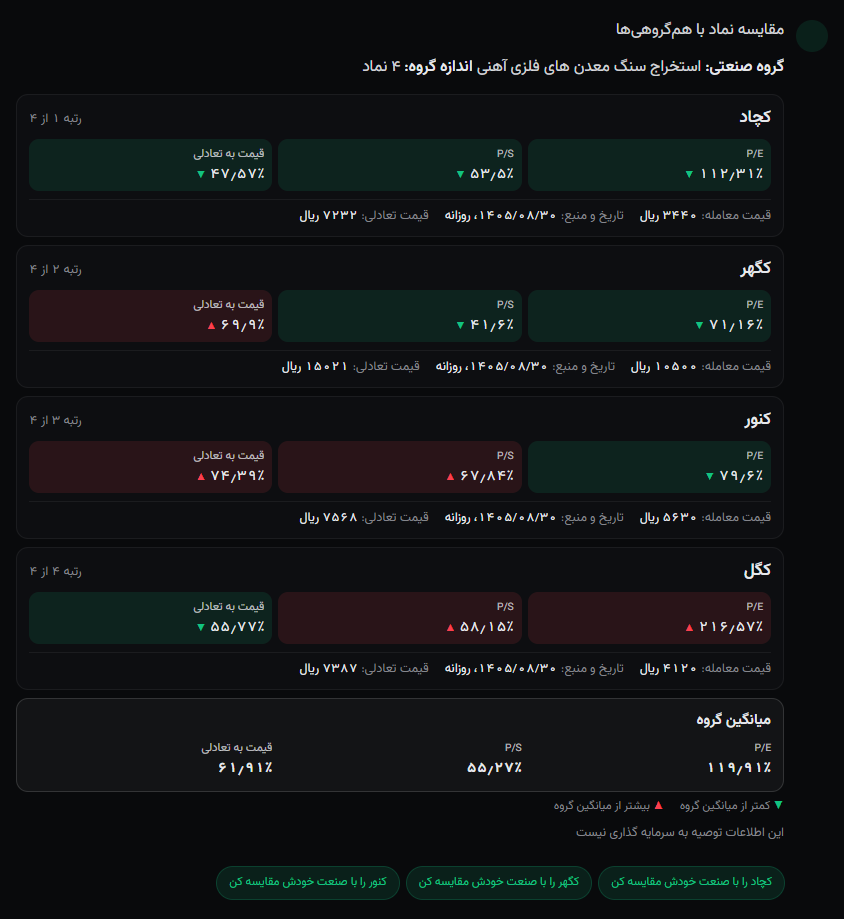 مقایسه نماد با هم‌گروهی‌ها
گروه صنعتی: استخراج سنگ معدن های فلزی آهنی اندازه گروه: ۴ نماد
کچاد
رتبه ۱ از ۴
P/E
P/S
قیمت به تعادلی
۱۱۲٫۳۱٪ ▼
۵۳٫۵٪ ▼
۴۷٫۵۷٪ ▼
قیمت معامله: ۳۴۴۰ ریال تاریخ و منبع: ۱۴۰۵/۰۸/۳۰، روزانه قیمت تعادلی: ۷۲۳۲ ریال
کگهر
رتبه ۲ از ۴
P/E
P/S
قیمت به تعادلی
۷۱٫۱۶٪ ▼
۴۱٫۶٪ ▼
۶۹٫۹٪ ▲
قیمت معامله: ۱۰۵۰۰ ریال تاریخ و منبع: ۱۴۰۵/۰۸/۳۰، روزانه قیمت تعادلی: ۱۵۰۲۱ ریال
کنور
رتبه ۳ از ۴
P/E
P/S
قیمت به تعادلی
۷۹٫۶٪ ▼
۶۷٫۸۴٪ ▲
۷۴٫۳۹٪ ▲
قیمت معامله: ۵۶۳۰ ریال تاریخ و منبع: ۱۴۰۵/۰۸/۳۰، روزانه قیمت تعادلی: ۷۵۶۸ ریال
کگل
رتبه ۴ از ۴
P/E
P/S
قیمت به تعادلی
۲۱۶٫۵۷٪ ▲
۵۸٫۱۵٪ ▲
۵۵٫۷۷٪ ▼
قیمت معامله: ۴۱۲۰ ریال تاریخ و منبع: ۱۴۰۵/۰۸/۳۰، روزانه قیمت تعادلی: ۷۳۸۷ ریال
میانگین گروه
P/E
P/S
قیمت به تعادلی
۱۱۹٫۹۱٪
۵۵٫۲۷٪
۶۱٫۹۱٪
▼ کمتر از میانگین گروه ▲ بیشتر از میانگین گروه
این اطلاعات توصیه به سرمایه گذاری نیست
کچاد را با صنعت خودش مقایسه کن
کگهر را با صنعت خودش مقایسه کن
کنور را با صنعت خودش مقایسه کن